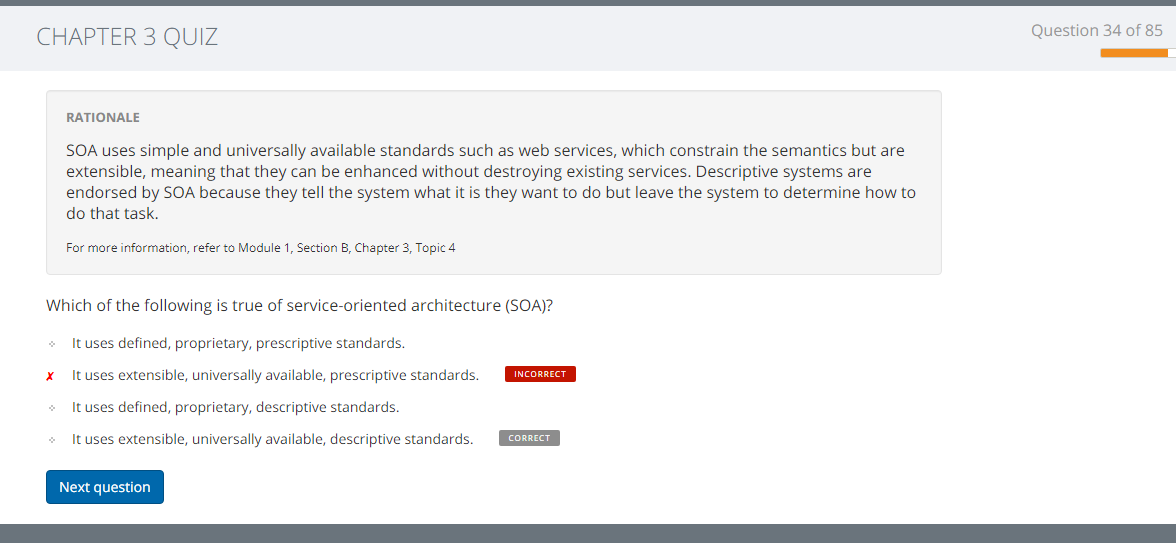 CHAPTER 3 QUIZ
Question 34 of 85
RATIONALE
SOA uses simple and universally available standards such as web services, which constrain the semantics but are
extensible, meaning that they can be enhanced without destroying existing services. Descriptive systems are
endorsed by SOA because they tell the system what it is they want to do but leave the system to determine how to
do that task.
For more information, refer to Module 1, Section B, Chapter 3, Topic 4
Which of the following is true of service-oriented architecture (SOA)?
It uses defined, proprietary, prescriptive standards.
✗ It uses extensible, universally available, prescriptive standards. INCORRECT
It uses defined, proprietary, descriptive standards.
It uses extensible, universally available, descriptive standards. CORRECT
Next question